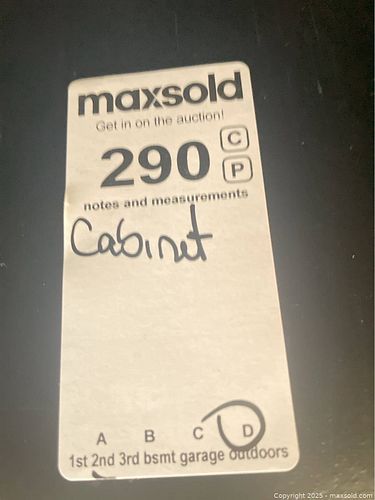 maxsold
Get in on the auction!
290 C
P
notes and measurements
Cabinet
A B C D
1st 2nd 3rd bsmt garage outdoors
Copyright 2025 - maxsold.com